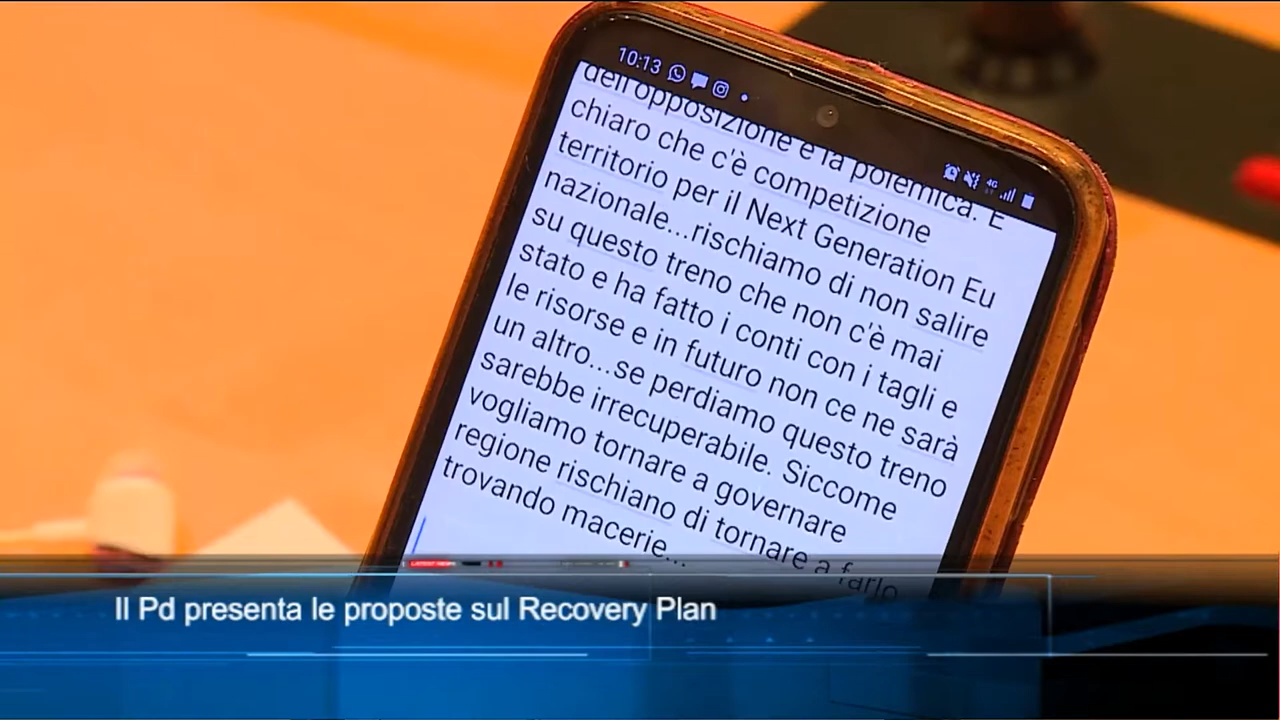 10:13
4G
dell'opposizione e la polemica. E
chiaro che c'è competizione
territorio per il Next Generation Eu
nazionale...rischiamo di non salire
su questo treno che non c'è mai
stato e ha fatto i conti con i tagli e
le risorse e in futuro non ce ne sarà
un altro...se perdiamo questo treno
sarebbe irrecuperabile. Siccome
vogliamo tornare a governare
regione rischiano di tornare a farlo
trovando macerie...
LATEST NEWS
Il Pd presenta le proposte sul Recovery Plan